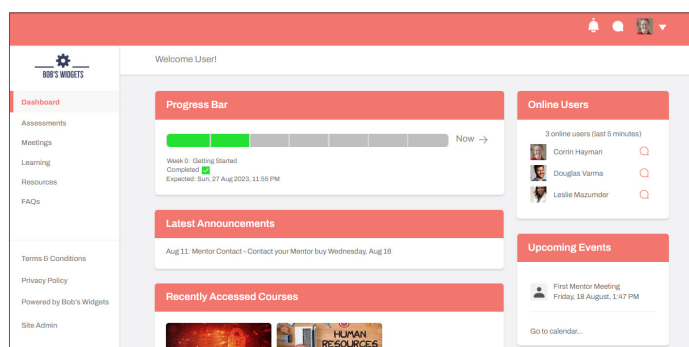 BOB'S WIDGETS
Welcome User!
Dashboard
Assessments
Meetings
Learning
Resources
FAQs
Terms & Conditions
Privacy Policy
Powered by Bob's Widgets
Site Admin
Progress Bar
Now →
Week 0: Getting Started
Completed ✅
Expected: Sun, 27 Aug 2023, 11:55 PM
Latest Announcements
Aug 11: Mentor Contact - Contact your Mentor buy Wednesday, Aug 16
Recently Accessed Courses
HUMAN
RESOURCES
Online Users
3 online users (last 5 minutes)
Corrin Hayman
Douglas Varma
Leslie Mazumder
Upcoming Events
First Mentor Meeting
Friday, 18 August, 1:47 PM
Go to calendar...